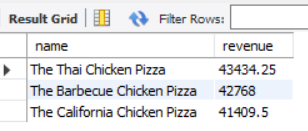 Result Grid Filter Rows:
name revenue
The Thai Chicken Pizza 43434.25
The Barbecue Chicken Pizza 42768
The California Chicken Pizza 41409.5